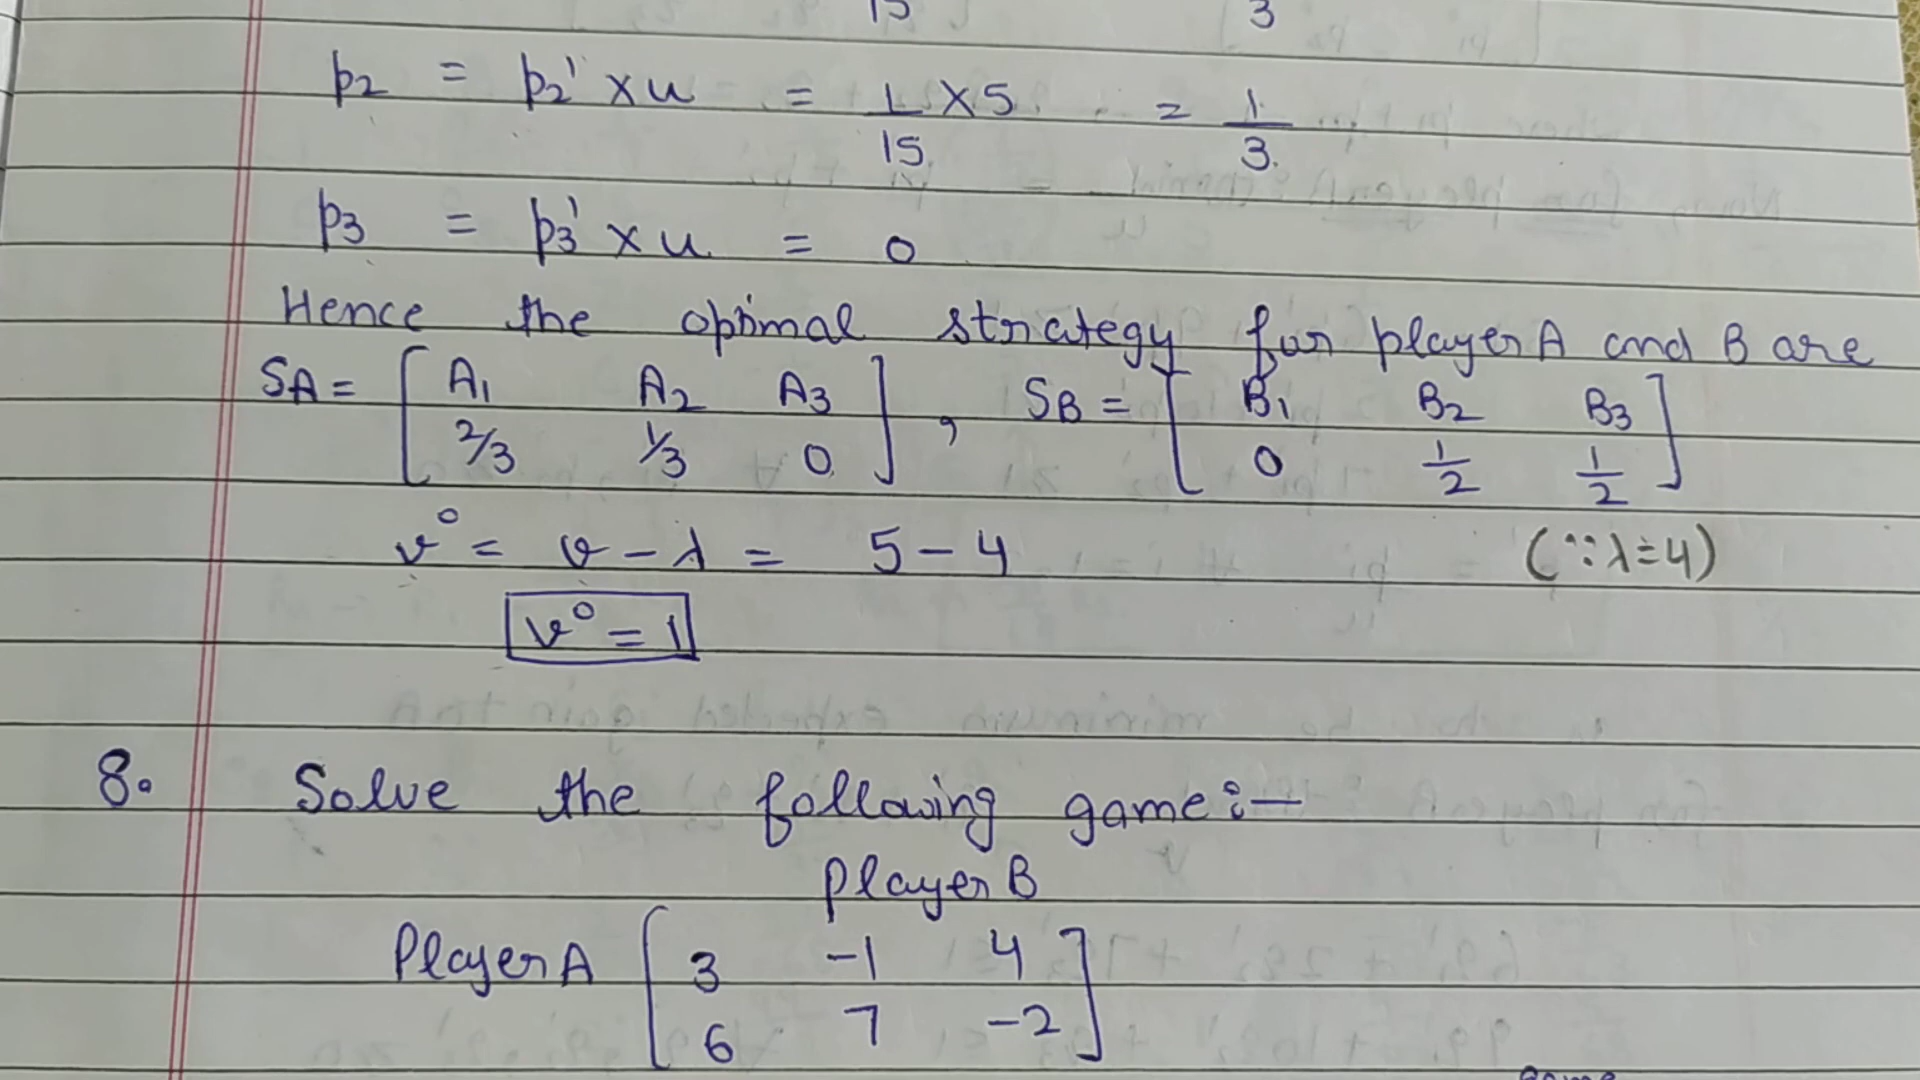 15 3
p2 = p2' × u = 1/15 × 5 = 1/3.
p3 = p3' × u = 0
Hence the optimal strategy for player A and B are
SA = [ A1 A2 A3 ] , SB = [ B1 B2 B3 ]
2/3 1/3 0 0 1/2 1/2
v° = v - λ = 5 - 4 (∵ λ = 4)
v° = 1
8. Solve the following game :-
Player B
Player A [ 3 -1 4 ]
6 7 -2